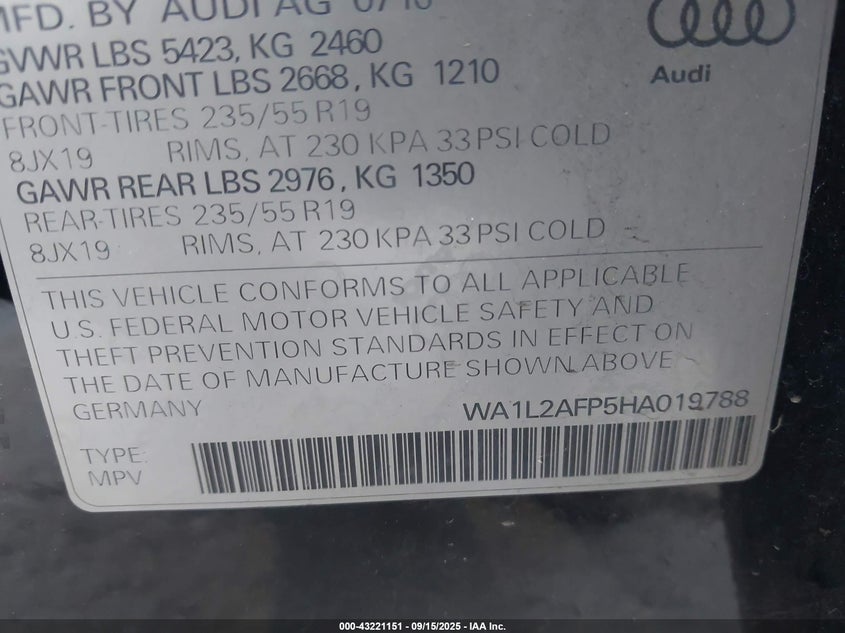 MFD. BY AUDI AG
GVWR LBS 5423, KG 2460
GAWR FRONT LBS 2668, KG 1210
FRONT-TIRES 235/55 R19
8JX19 RIMS, AT 230 KPA 33 PSI COLD
GAWR REAR LBS 2976, KG 1350
REAR-TIRES 235/55 R19
8JX19 RIMS, AT 230 KPA 33 PSI COLD
Audi
THIS VEHICLE CONFORMS TO ALL APPLICABLE
U.S. FEDERAL MOTOR VEHICLE SAFETY AND
THEFT PREVENTION STANDARDS IN EFFECT ON
THE DATE OF MANUFACTURE SHOWN ABOVE
GERMANY WA1L2AFP5HA019788
TYPE:
MPV
000-43221151 - 09/15/2025 - IAA Inc.